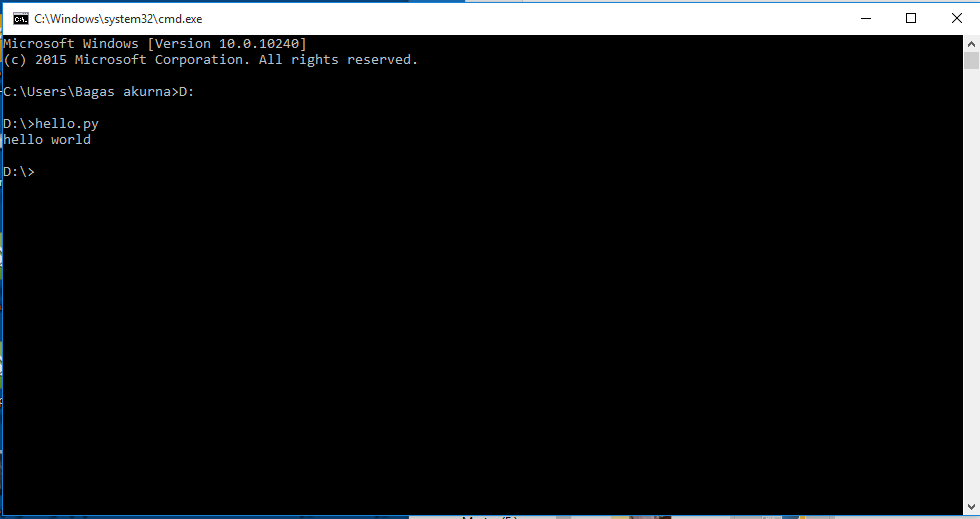 C:\Windows\system32\cmd.exe
Microsoft Windows [Version 10.0.10240]
(c) 2015 Microsoft Corporation. All rights reserved.
C:\Users\Bagas akurna>D:
D:\>hello.py
hello world
D:\>